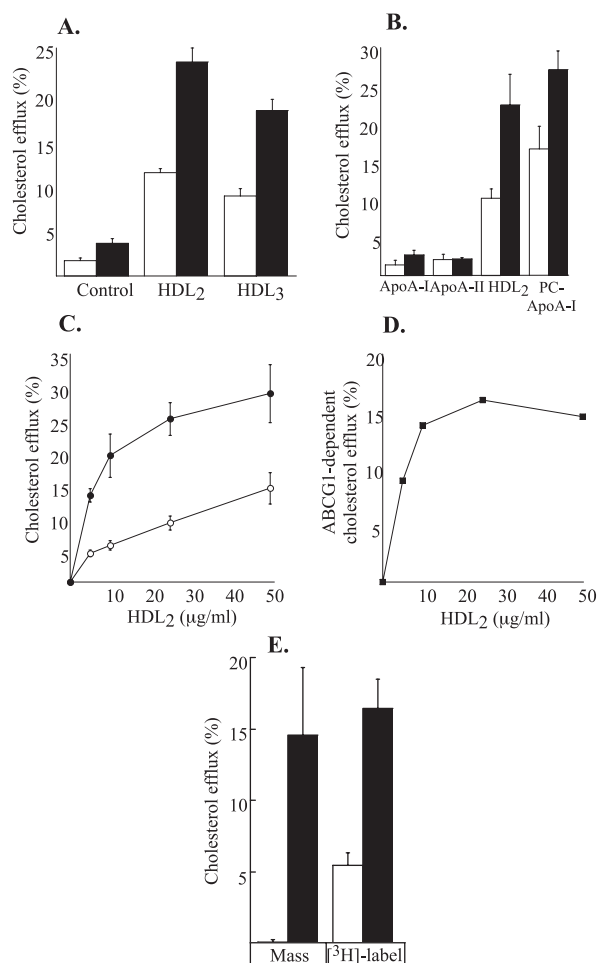 A.
Cholesterol efflux (%)
25
20
15
10
5
Control HDL2 HDL3
B.
Cholesterol efflux (%)
30
25
20
15
10
5
ApoA-I ApoA-II HDL2 PC-
ApoA-I
C.
Cholesterol efflux (%)
35
30
25
20
15
10
5
10 20 30 40 50
HDL2 (µg/ml)
D.
ABCG1-dependent
cholesterol efflux (%)
20
15
10
5
0 10 20 30 40 50
HDL2 (µg/ml)
E.
Cholesterol efflux (%)
20
15
10
5
Mass [3H]-label